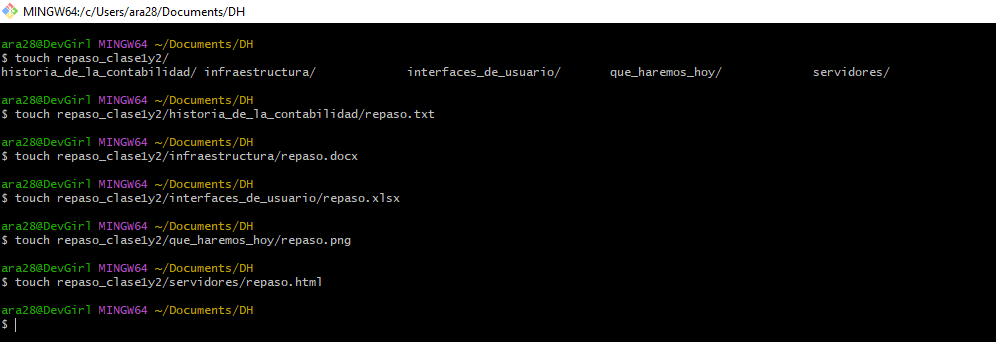 MINGW64:/c/Users/ara28/Documents/DH
ara28@DevGirl MINGW64 ~/Documents/DH
$ touch repaso_clase1y2/
historia_de_la_contabilidad/ infraestructura/ interfaces_de_usuario/ que_haremos_hoy/ servidores/
ara28@DevGirl MINGW64 ~/Documents/DH
$ touch repaso_clase1y2/historia_de_la_contabilidad/repaso.txt
ara28@DevGirl MINGW64 ~/Documents/DH
$ touch repaso_clase1y2/infraestructura/repaso.docx
ara28@DevGirl MINGW64 ~/Documents/DH
$ touch repaso_clase1y2/interfaces_de_usuario/repaso.xlsx
ara28@DevGirl MINGW64 ~/Documents/DH
$ touch repaso_clase1y2/que_haremos_hoy/repaso.png
ara28@DevGirl MINGW64 ~/Documents/DH
$ touch repaso_clase1y2/servidores/repaso.html
ara28@DevGirl MINGW64 ~/Documents/DH
$